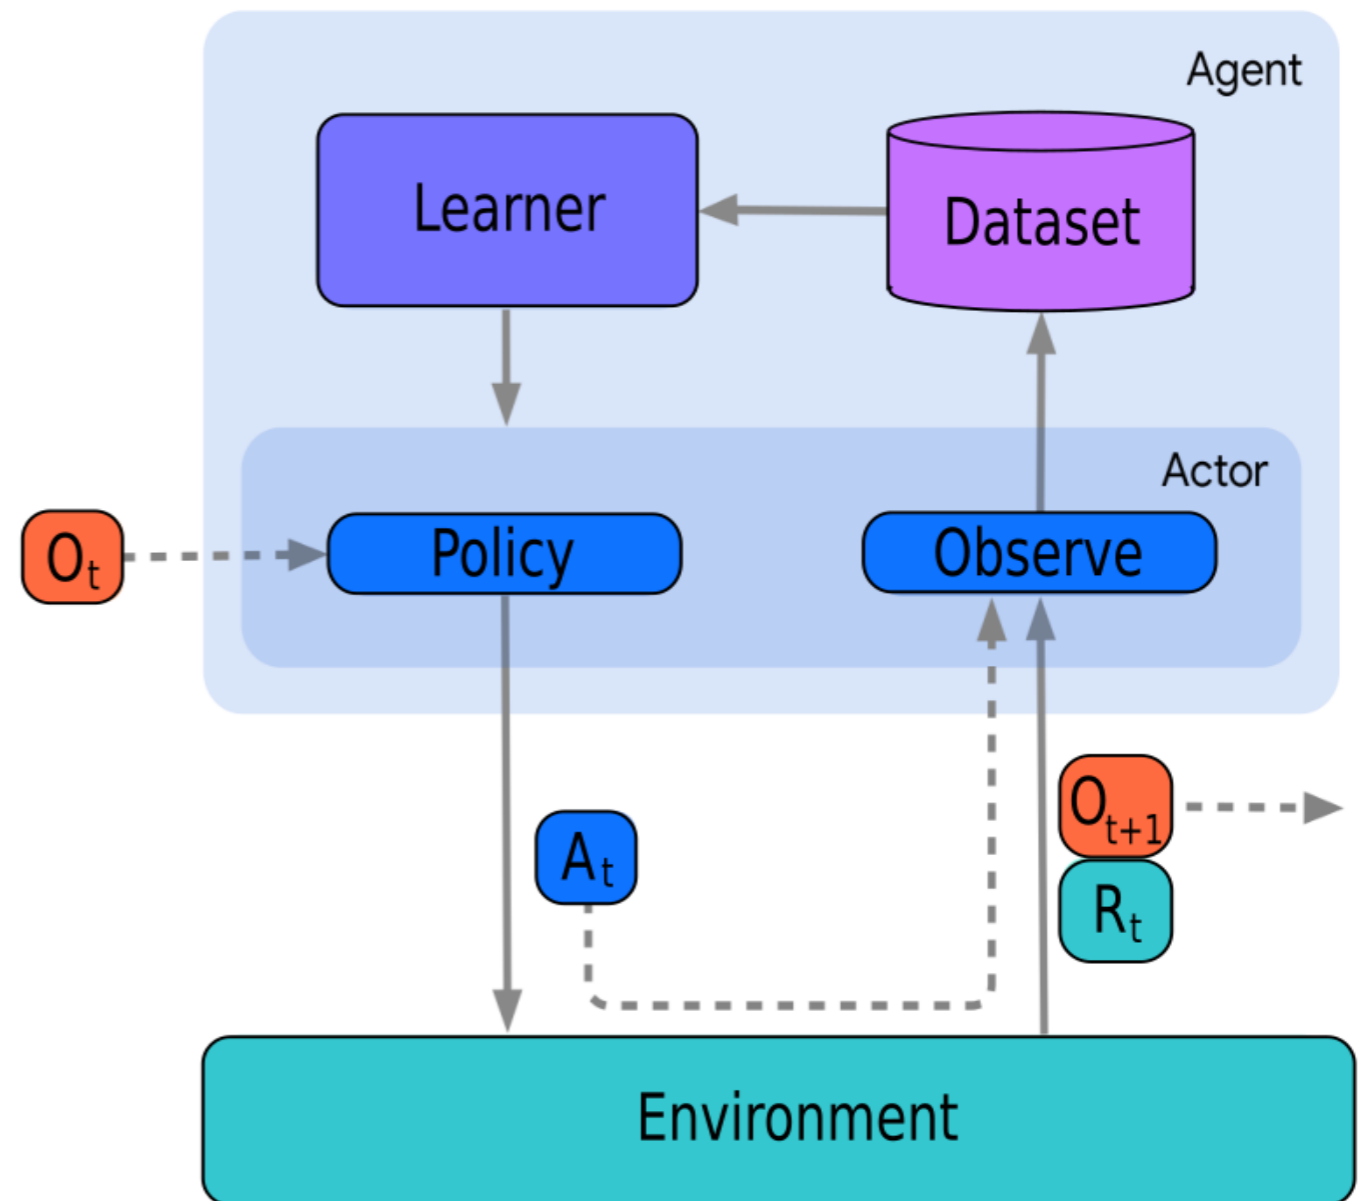 Agent
Learner
Dataset
Actor
Ot
Policy
Observe
Ot+1
At
Rt
Environment